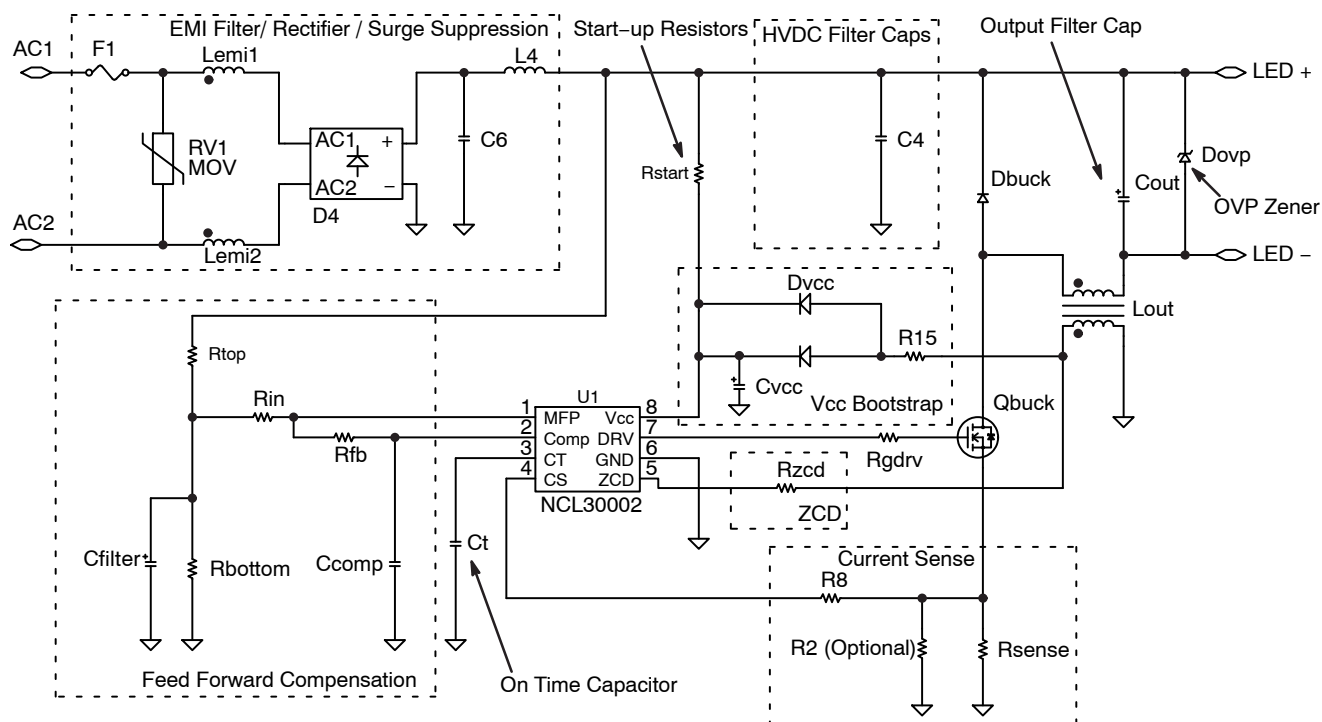 EMI Filter/ Rectifier / Surge Suppression
Start-up Resistors
HVDC Filter Caps
Output Filter Cap
AC1
F1
Lemi1
L4
LED +
RV1
MOV
AC1
+
AC2
−
D4
C6
Rstart
C4
Dbuck
Cout
Dovp
OVP Zener
AC2
Lemi2
LED −
Dvcc
Lout
R15
Cvcc
Vcc Bootstrap
Rtop
Rin
Rfb
U1
1
2
3
4
MFP
Comp
CT
CS
Vcc
DRV
GND
ZCD
8
7
6
5
NCL30002
Qbuck
Rgdrv
Rzcd
ZCD
Cfilter
+
Rbottom
Ccomp
Ct
Current Sense
R8
R2 (Optional)
Rsense
Feed Forward Compensation
On Time Capacitor